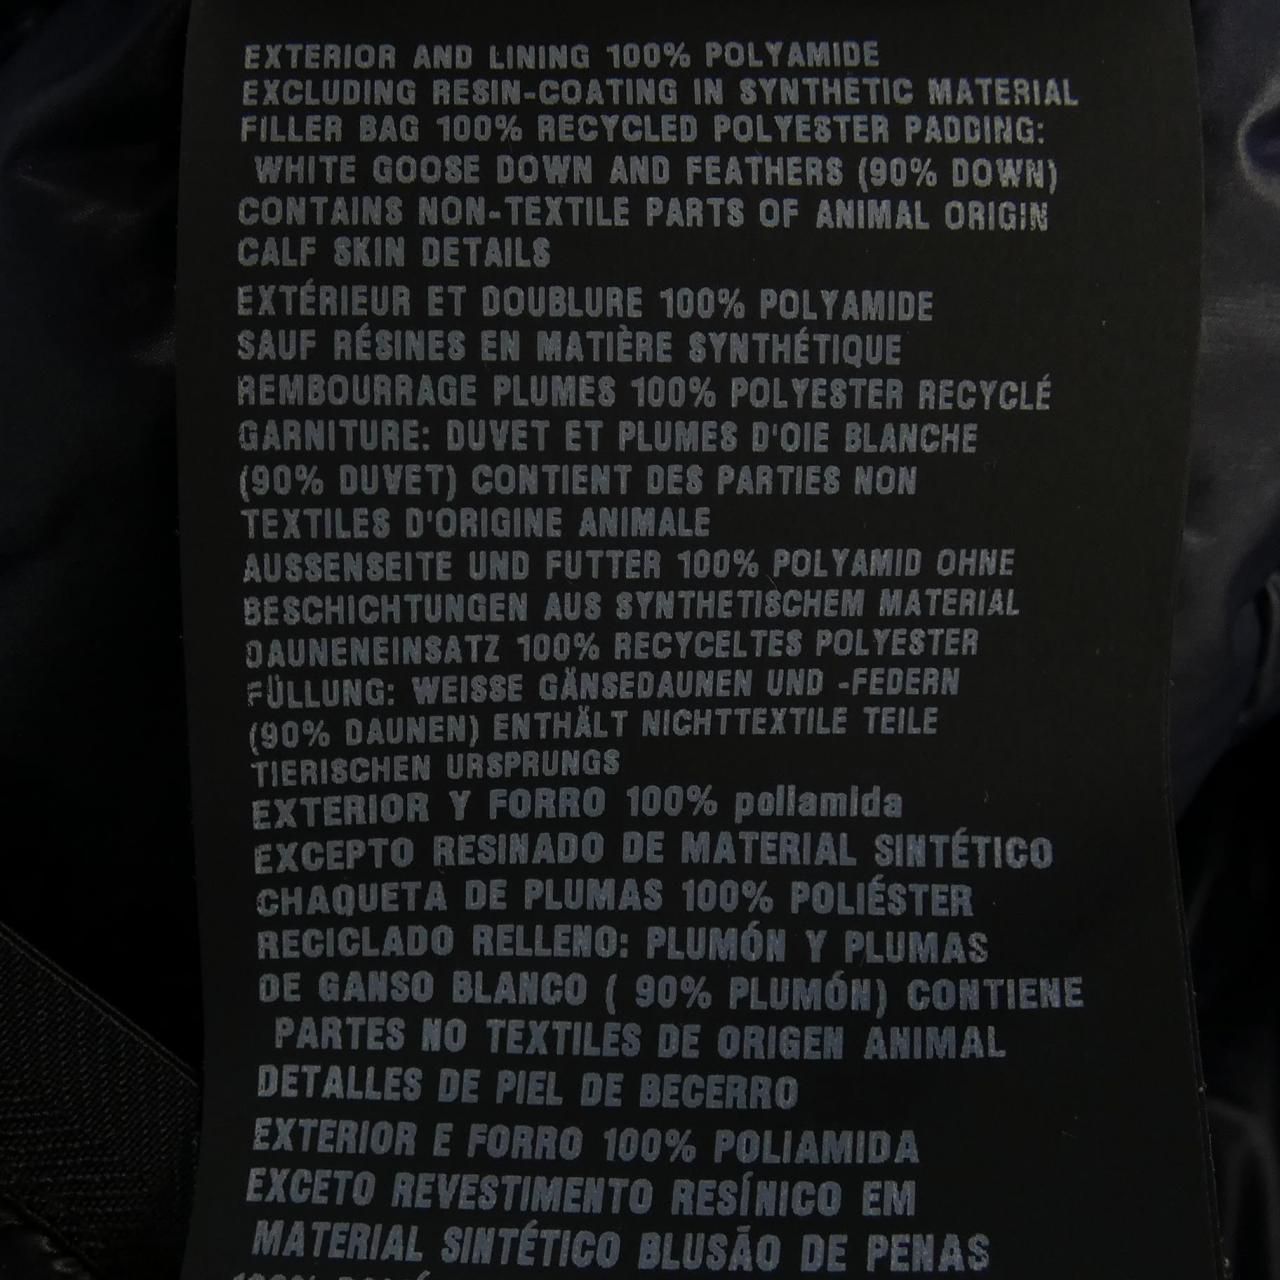 EXTERIOR AND LINING 100% POLYAMIDE
EXCLUDING RESIN-COATING IN SYNTHETIC MATERIAL
FILLER BAG 100% RECYCLED POLYESTER PADDING:
WHITE GOOSE DOWN AND FEATHERS (90% DOWN)
CONTAINS NON-TEXTILE PARTS OF ANIMAL ORIGIN
CALF SKIN DETAILS
EXTÉRIEUR ET DOUBLURE 100% POLYAMIDE
SAUF RÉSINES EN MATIÈRE SYNTHÉTIQUE
REMBOURRAGE PLUMES 100% POLYESTER RECYCLÉ
GARNITURE: DUVET ET PLUMES D'OIE BLANCHE
(90% DUVET) CONTIENT DES PARTIES NON
TEXTILES D'ORIGINE ANIMALE
AUSSENSEITE UND FUTTER 100% POLYAMID OHNE
BESCHICHTUNGEN AUS SYNTHETISCHEM MATERIAL
DAUNENEINSATZ 100% RECYCELTES POLYESTER
FÜLLUNG: WEISSE GÄNSEDAUNEN UND -FEDERN
(90% DAUNEN) ENTHÄLT NICHTTEXTILE TEILE
TIERISCHEN URSPRUNGS
EXTERIOR Y FORRO 100% poliamida
EXCEPTO RESINADO DE MATERIAL SINTÉTICO
CHAQUETA DE PLUMAS 100% POLIÉSTER
RECICLADO RELLENO: PLUMÓN Y PLUMAS
DE GANSO BLANCO ( 90% PLUMÓN) CONTIENE
PARTES NO TEXTILES DE ORIGEN ANIMAL
DETALLES DE PIEL DE BECERRO
EXTERIOR E FORRO 100% POLIAMIDA
EXCETO REVESTIMENTO RESÍNICO EM
MATERIAL SINTÉTICO BLUSÃO DE PENAS